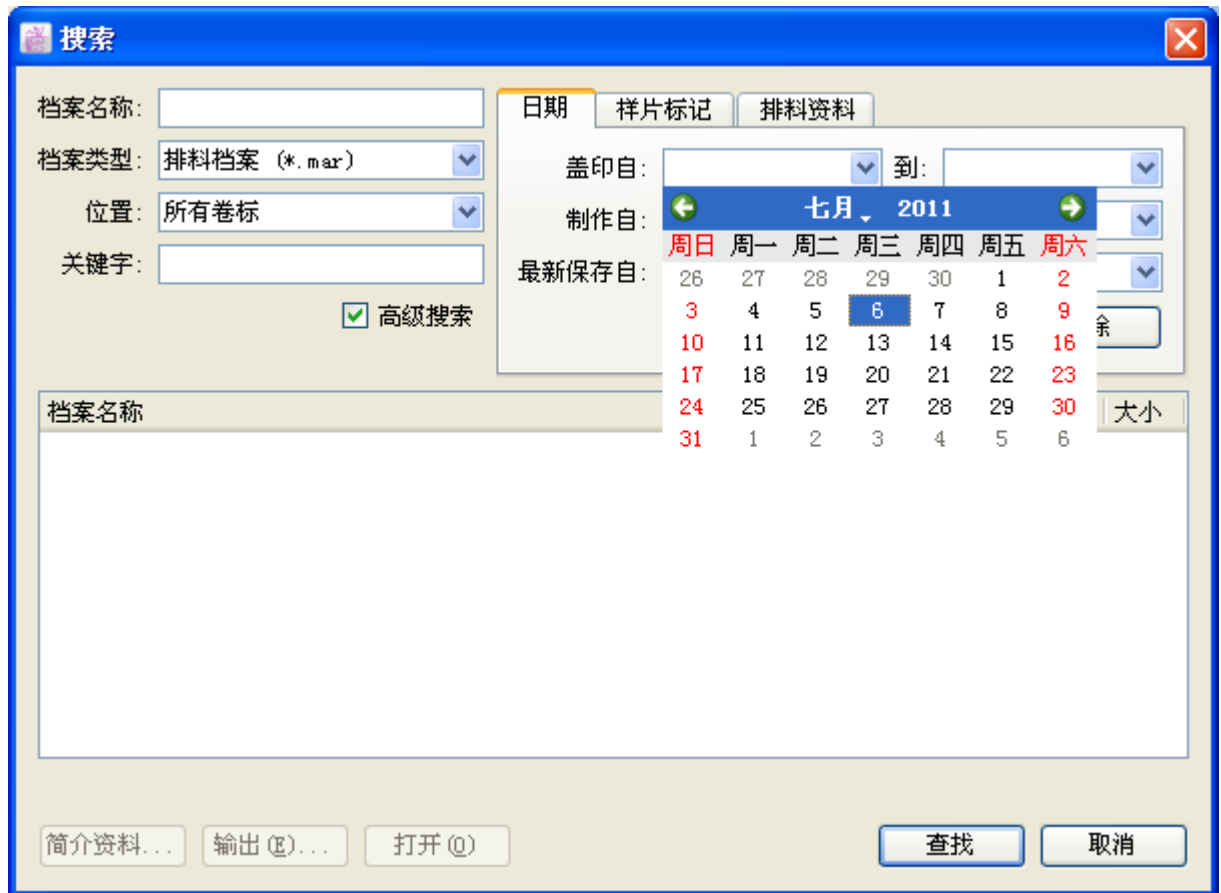 搜索
档案名称:
档案类型: 排料档案 (*.mar)
位置: 所有卷标
关键字:
高级搜索
日期 样片标记 排料资料
盖印自: 到:
制作自:
最新保存自:
除
七月 2011
周日 周一 周二 周三 周四 周五 周六
26 27 28 29 30 1 2
3 4 5 6 7 8 9
10 11 12 13 14 15 16
17 18 19 20 21 22 23
24 25 26 27 28 29 30
31 1 2 3 4 5 6
档案名称 大小
简介资料... 输出(E)... 打开(O) 查找 取消